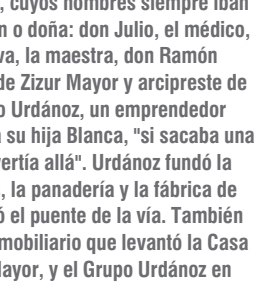 , cuyos nombres siempre iban
n o doña: don Julio, el médico,
va, la maestra, don Ramón
de Zizur Mayor y arcipreste de
o Urdánoz, un emprendedor
a su hija Blanca, "si sacaba una
vertía allá". Urdánoz fundó la
, la panadería y la fábrica de
ó el puente de la vía. También
mobiliario que levantó la Casa
Mayor, y el Grupo Urdánoz en